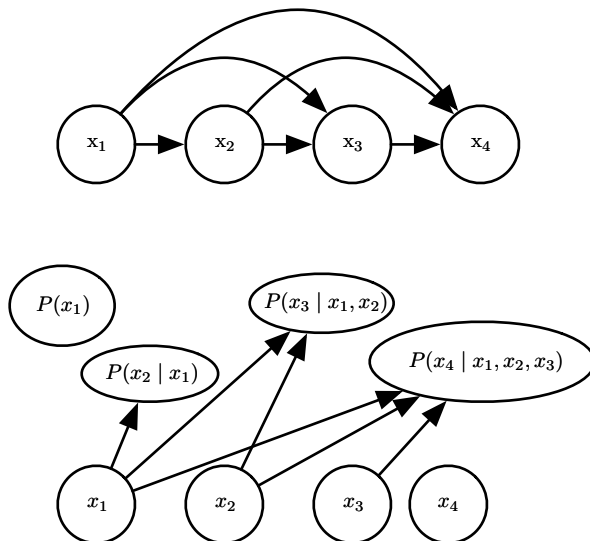 x₁ x₂ x₃ x₄
P(x₁)
P(x₃ | x₁, x₂)
P(x₂ | x₁)
P(x₄ | x₁, x₂, x₃)
x₁ x₂ x₃ x₄